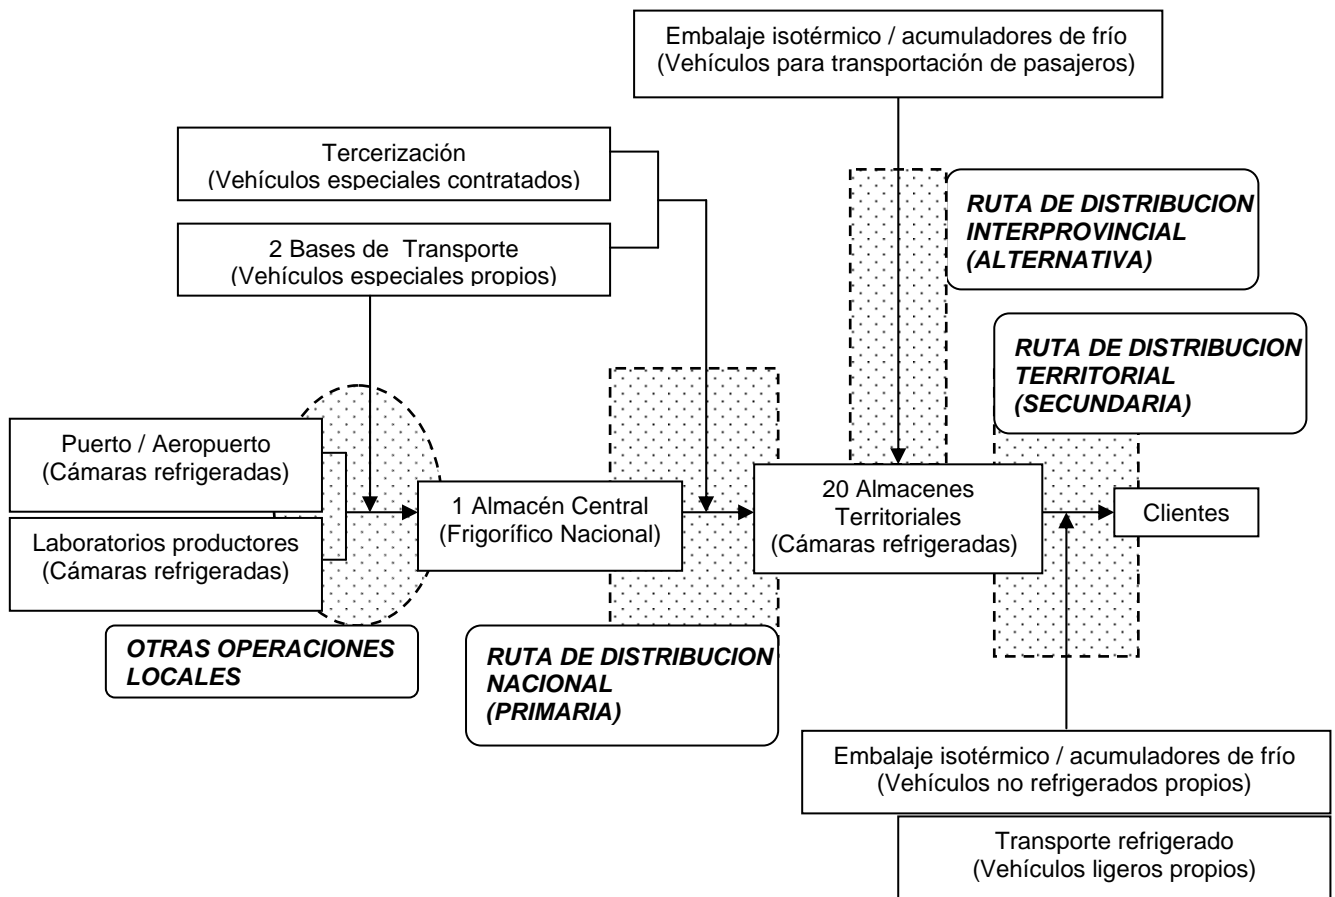 Embalaje isotérmico / acumuladores de frío
(Vehículos para transportación de pasajeros)
Tercerización
(Vehículos especiales contratados)
2 Bases de Transporte
(Vehículos especiales propios)
RUTA DE DISTRIBUCION
INTERPROVINCIAL
(ALTERNATIVA)
RUTA DE DISTRIBUCION
TERRITORIAL
(SECUNDARIA)
Puerto / Aeropuerto
(Cámaras refrigeradas)
Laboratorios productores
(Cámaras refrigeradas)
1 Almacén Central
(Frigorífico Nacional)
20 Almacenes
Territoriales
(Cámaras refrigeradas)
Clientes
OTRAS OPERACIONES
LOCALES
RUTA DE DISTRIBUCION
NACIONAL
(PRIMARIA)
Embalaje isotérmico / acumuladores de frío
(Vehículos no refrigerados propios)
Transporte refrigerado
(Vehículos ligeros propios)